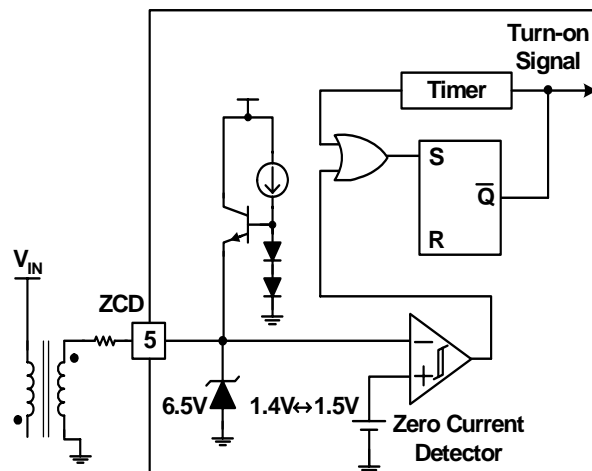 Turn-on
Signal
Timer
S
Q̅
R
V_IN
ZCD
5
6.5V
1.4V↔1.5V
Zero Current
Detector